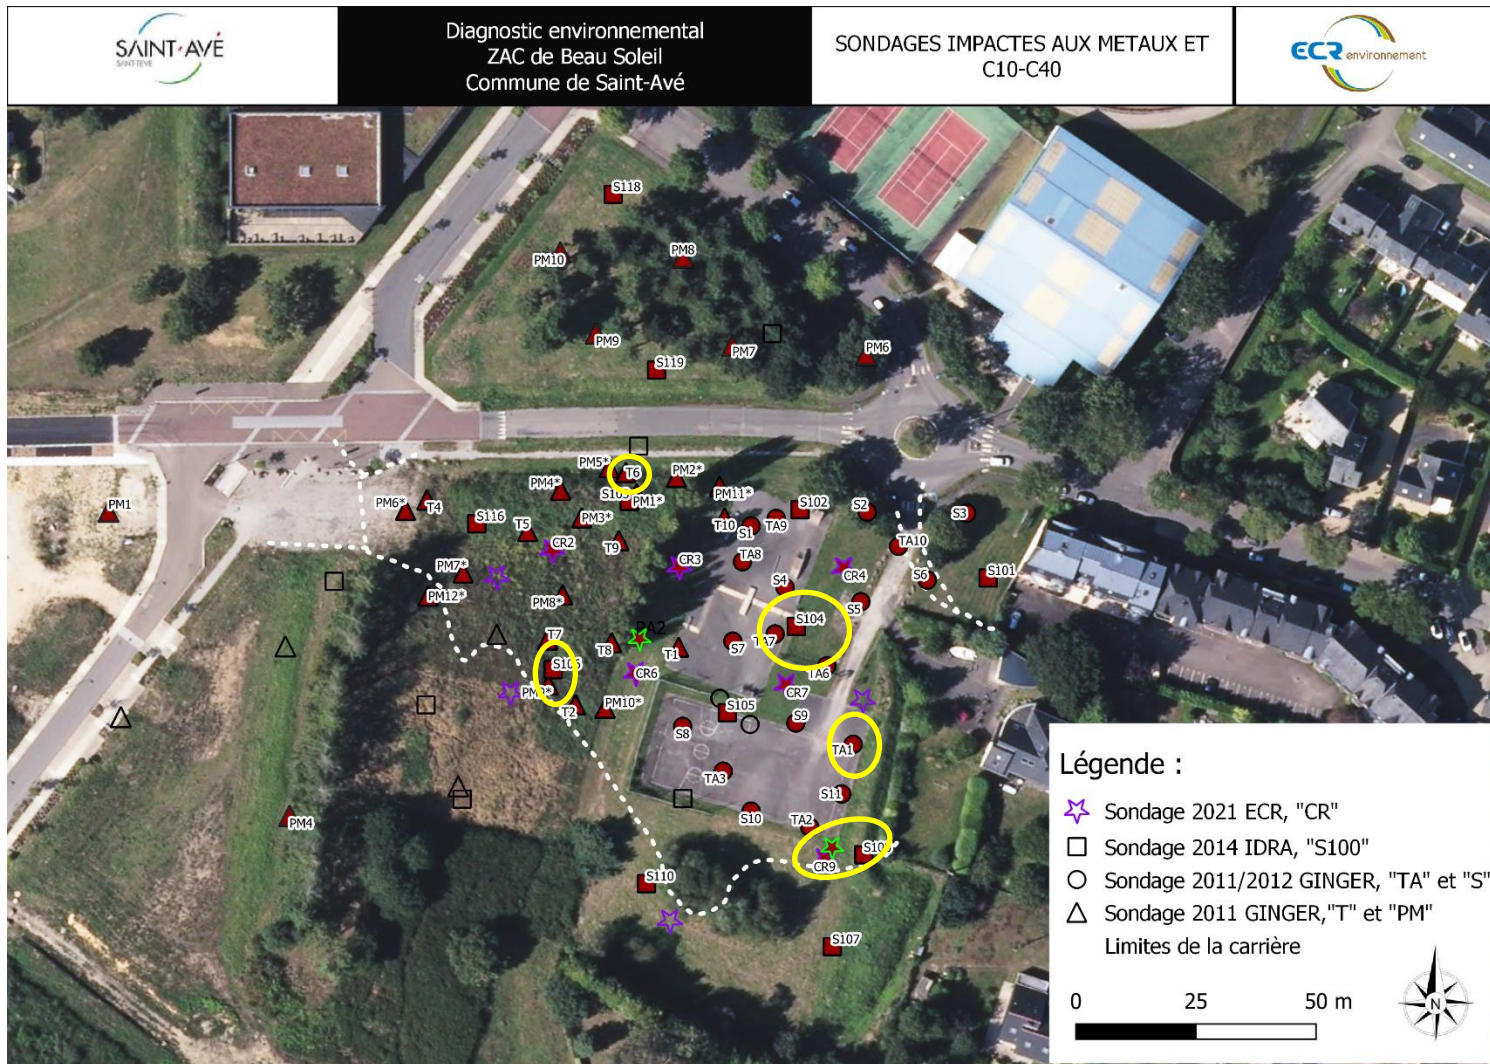 SAINT-AVÉ
SAINT-TEVE
Diagnostic environnemental
ZAC de Beau Soleil
Commune de Saint-Avé
SONDAGES IMPACTES AUX METAUX ET
C10-C40
ECR environnement
S118
PM10
PM8
PM9
PM7
PM6
S119
PM1
PM5*
T6
PM2*
PM4*
PM11*
PM1*
PM6*
T4
S116
PM3*
T10
S1
TA9
S102
S2
S3
T5
CR2
T9
TA8
TA10
CR3
CR4
PM7*
S4
S6
S101
PM12*
PM8*
S5
S104
PA2
T7
T8
T1
S7
TA7
CR6
TA6
CR7
PM9*
T2
PM10*
S105
S9
S8
TA1
TA3
S11
PM4
S10
TA2
CR9
S110
S107
Légende :
Sondage 2021 ECR, "CR"
Sondage 2014 IDRA, "S100"
Sondage 2011/2012 GINGER, "TA" et "S"
Sondage 2011 GINGER,"T" et "PM"
Limites de la carrière
0 25 50 m
N